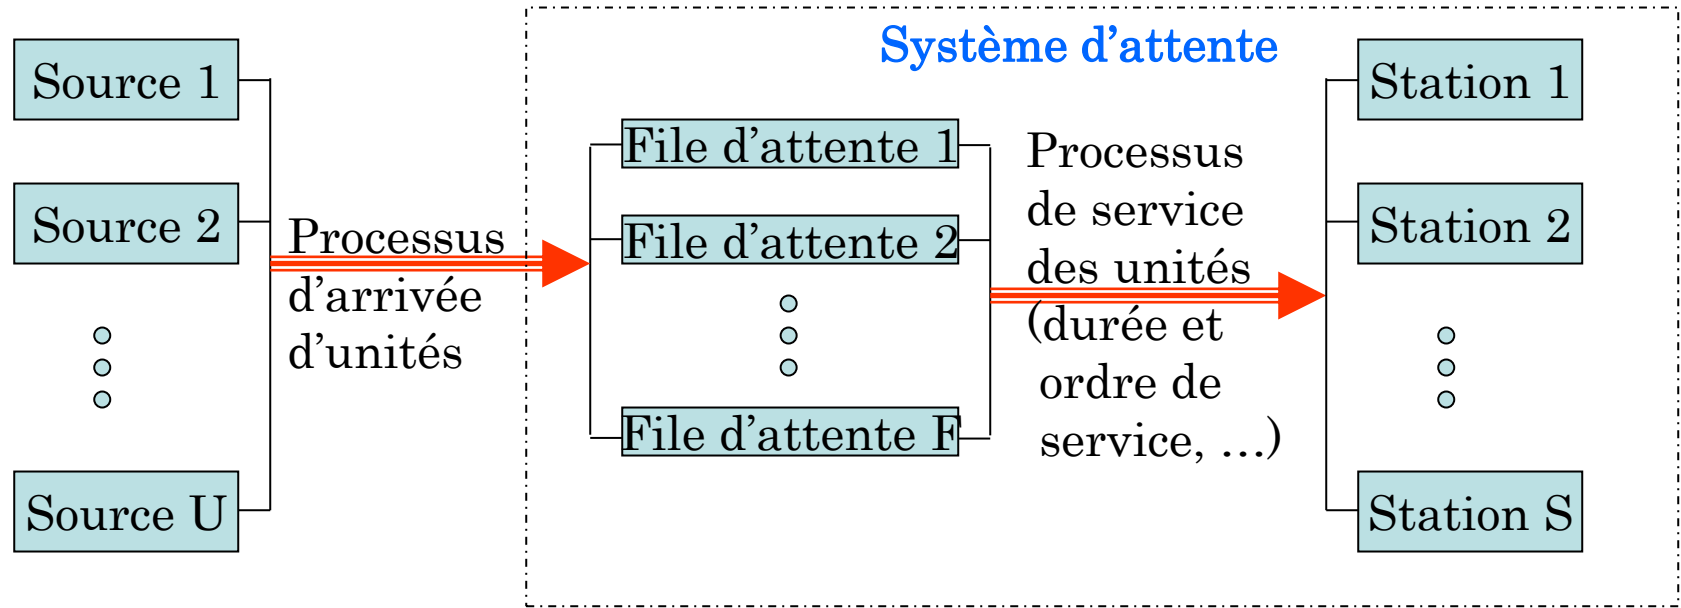 Système d’attente
Source 1
Source 2
Source U
Processus
d’arrivée
d’unités
File d’attente 1
File d’attente 2
File d’attente F
Processus
de service
des unités
(durée et
ordre de
service, …)
Station 1
Station 2
Station S